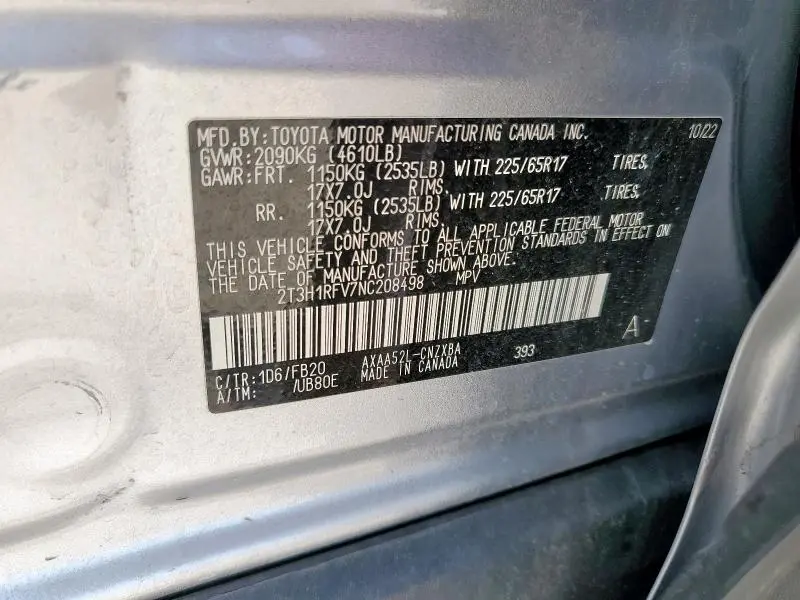 MFD. BY: TOYOTA MOTOR MANUFACTURING CANADA INC. 10/22
GVWR: 2090KG (4610LB)
GAWR: FRT. 1150KG (2535LB) WITH 225/65R17 TIRES,
17X7.0J RIMS.
RR. 1150KG (2535LB) WITH 225/65R17 TIRES,
17X7.0J RIMS.
THIS VEHICLE CONFORMS TO ALL APPLICABLE FEDERAL MOTOR
VEHICLE SAFETY AND THEFT PREVENTION STANDARDS IN EFFECT ON
THE DATE OF MANUFACTURE SHOWN ABOVE.
2T3H1RFV7NC208498 MPV
A
C/TR: 1D6/FB20 AXAA52L-CNZXBA 393
A/TM: /UB80E MADE IN CANADA